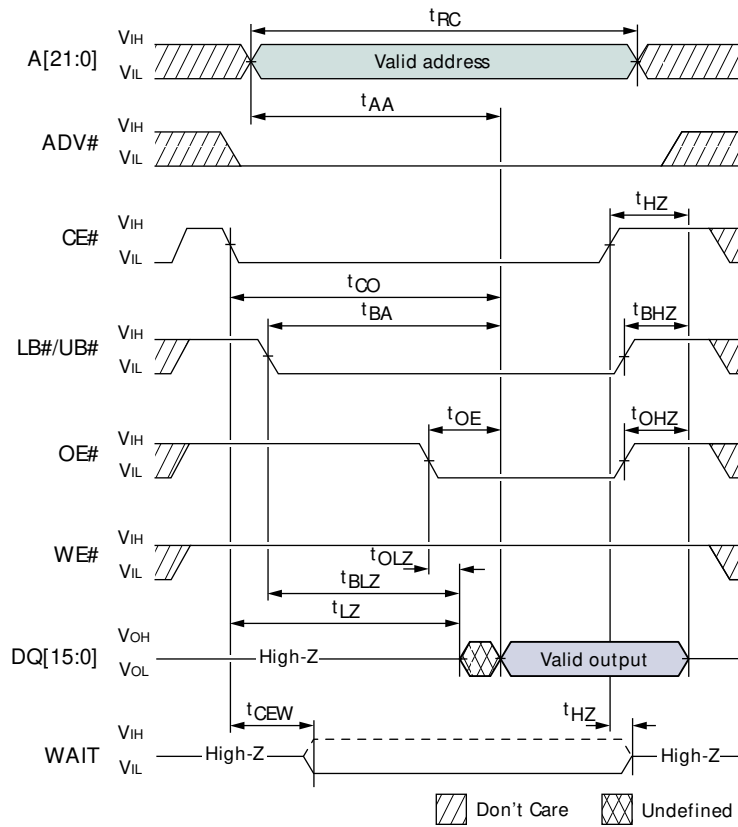 tRC
VIH
A[21:0]
Valid address
VIL
tAA
VIH
ADV#
VIL
tHZ
VIH
CE#
VIL
tCO
tBA
tBHZ
VIH
LB#/UB#
VIL
tOE
tOHZ
VIH
OE#
VIL
VIH
WE#
VIL
tOLZ
tBLZ
tLZ
VOH
DQ[15:0]
High-Z
Valid output
VOL
tCEW
tHZ
VIH
WAIT
High-Z
High-Z
VIL
Don't Care
Undefined